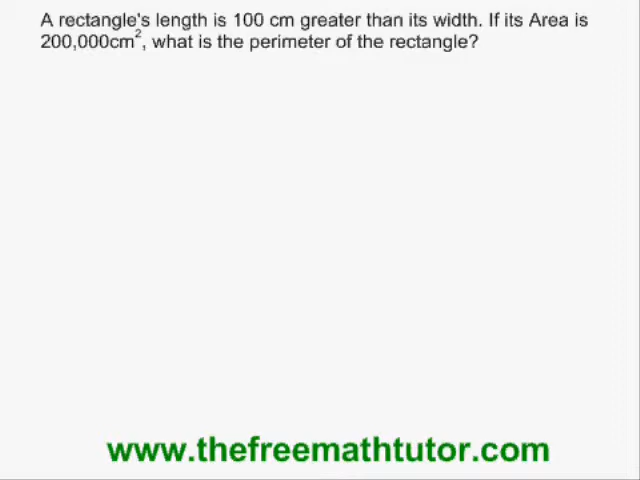 A rectangle's length is 100 cm greater than its width. If its Area is
200,000cm², what is the perimeter of the rectangle?
www.thefreemathtutor.com